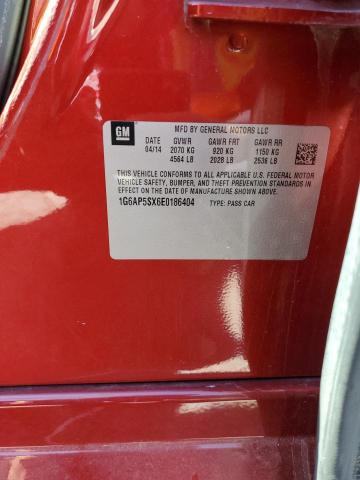 GM
MFD BY GENERAL MOTORS LLC
DATE GVWR GAWR FRT GAWR RR
04/14 2070 KG 920 KG 1150 KG
4564 LB 2028 LB 2536 LB
THIS VEHICLE CONFORMS TO ALL APPLICABLE U.S. FEDERAL MOTOR
VEHICLE SAFETY, BUMPER, AND THEFT PREVENTION STANDARDS IN
EFFECT ON THE DATE OF MANUFACTURE SHOWN ABOVE.
1G6AP5SX6E0186404 TYPE: PASS CAR